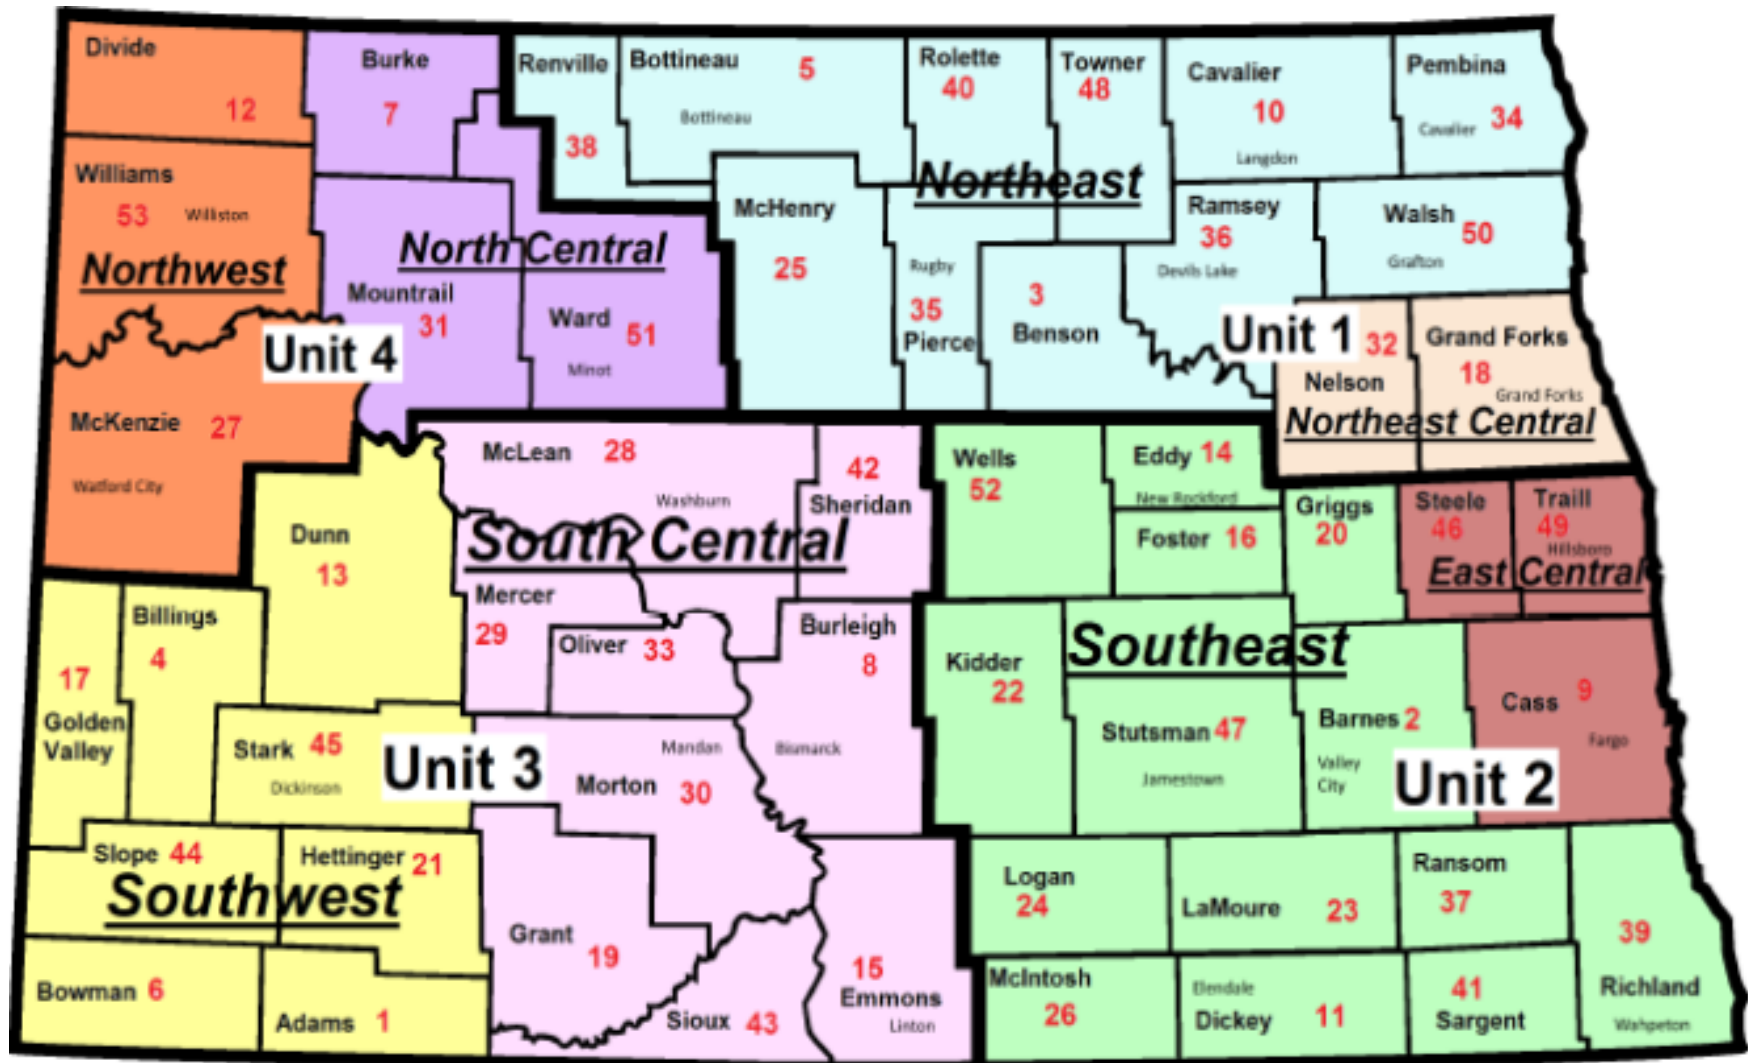 Divide
12
Burke
7
Renville
38
Bottineau
5
Bottineau
Rolette
40
Towner
48
Cavalier
10
Langdon
Pembina
34
Cavalier
Williams
53
Williston
Northwest
North Central
Mountrail
31
Ward
51
Minot
McHenry
25
Northeast
Rugby
35
Pierce
3
Benson
Ramsey
36
Devils Lake
Walsh
50
Grafton
Unit 4
Unit 1
32
Nelson
Grand Forks
18
Grand Forks
Northeast Central
McKenzie
27
Watford City
McLean
28
Washburn
42
Sheridan
South Central
Wells
52
Eddy 14
New Rockford
Foster 16
Griggs
20
Steele
46
Traill
49
Hillsboro
East Central
Dunn
13
Mercer
29
Oliver 33
Burleigh
8
Bismarck
Billings
4
17
Golden
Valley
Stark 45
Dickinson
Unit 3
Mandan
Morton 30
Kidder
22
Southeast
Stutsman 47
Jamestown
Barnes 2
Valley
City
Unit 2
Cass
9
Fargo
Slope 44
Hettinger 21
Southwest
Grant
19
Bowman 6
Adams 1
Sioux 43
15
Emmons
Linton
Logan
24
LaMoure
23
Ransom
37
39
Richland
Wahpeton
McIntosh
26
Elendale
Dickey
11
41
Sargent